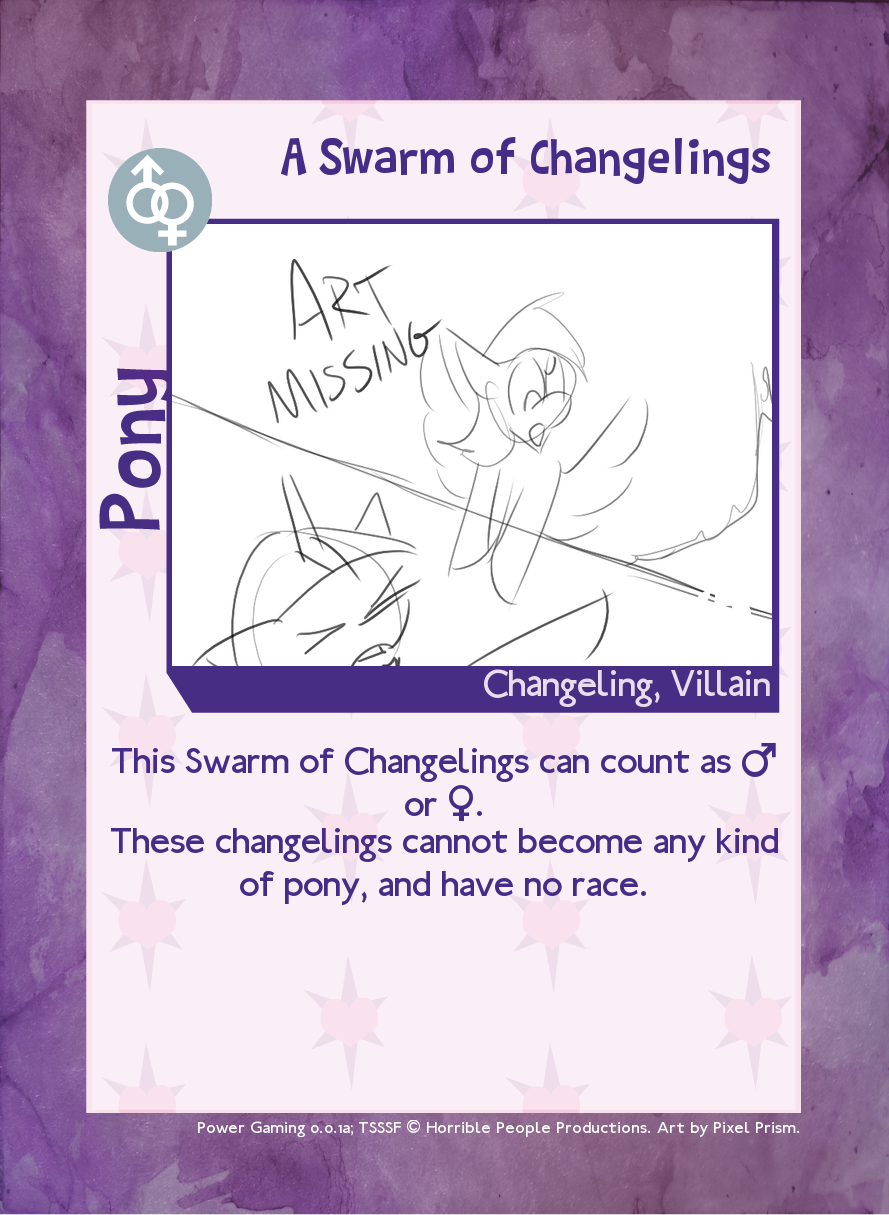 A Swarm of Changelings
ART
MISSING
Pony
Changeling, Villain
This Swarm of Changelings can count as ♂
or ♀.
These changelings cannot become any kind
of pony, and have no race.
Power Gaming 0.0.1a; TSSSF © Horrible People Productions. Art by Pixel Prism.